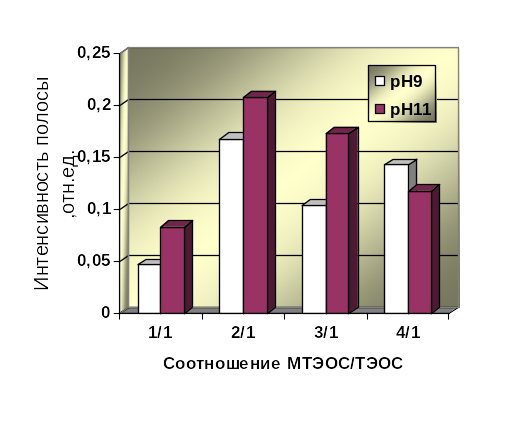 Интенсивность полосы
,отн.ед.
0,25
0,2
0,15
0,1
0,05
0
pH9
pH11
1/1 2/1 3/1 4/1
Соотношение МТЭОС/ТЭОС